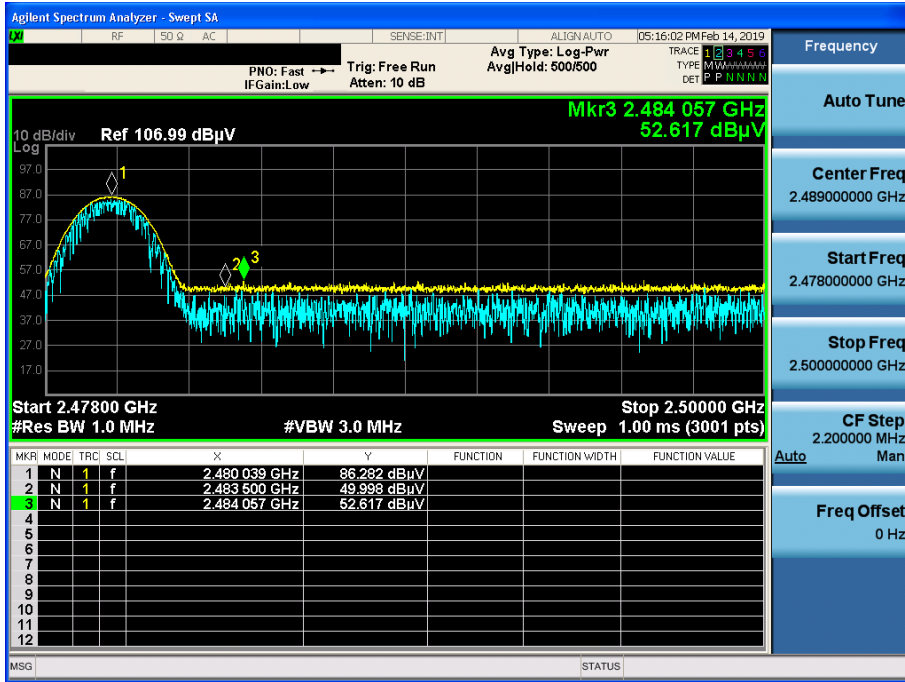 Agilent Spectrum Analyzer - Swept SA
LXI RF 50 Ω AC SENSE:INT ALIGN AUTO 05:16:02 PM Feb 14, 2019
Frequency
PNO: Fast Trig: Free Run Avg Type: Log-Pwr TRACE 1 2 3 4 5 6
IFGain:Low Atten: 10 dB Avg|Hold: 500/500 TYPE MWWWWW
DET P P N N N N
Auto Tune
Mkr3 2.484 057 GHz
52.617 dBµV
10 dB/div Ref 106.99 dBµV
Log
97.0
87.0
77.0
67.0
57.0
47.0
37.0
27.0
17.0
1
2
3
Center Freq
2.489000000 GHz
Start Freq
2.478000000 GHz
Stop Freq
2.500000000 GHz
Start 2.47800 GHz Stop 2.50000 GHz
#Res BW 1.0 MHz #VBW 3.0 MHz Sweep 1.00 ms (3001 pts)
CF Step
2.200000 MHz
Auto Man
MKR MODE TRC SCL X Y FUNCTION FUNCTION WIDTH FUNCTION VALUE
1 N 1 f 2.480 039 GHz 86.282 dBµV
2 N 1 f 2.483 500 GHz 49.998 dBµV
3 N 1 f 2.484 057 GHz 52.617 dBµV
4
5
6
7
8
9
10
11
12
Freq Offset
0 Hz
MSG STATUS